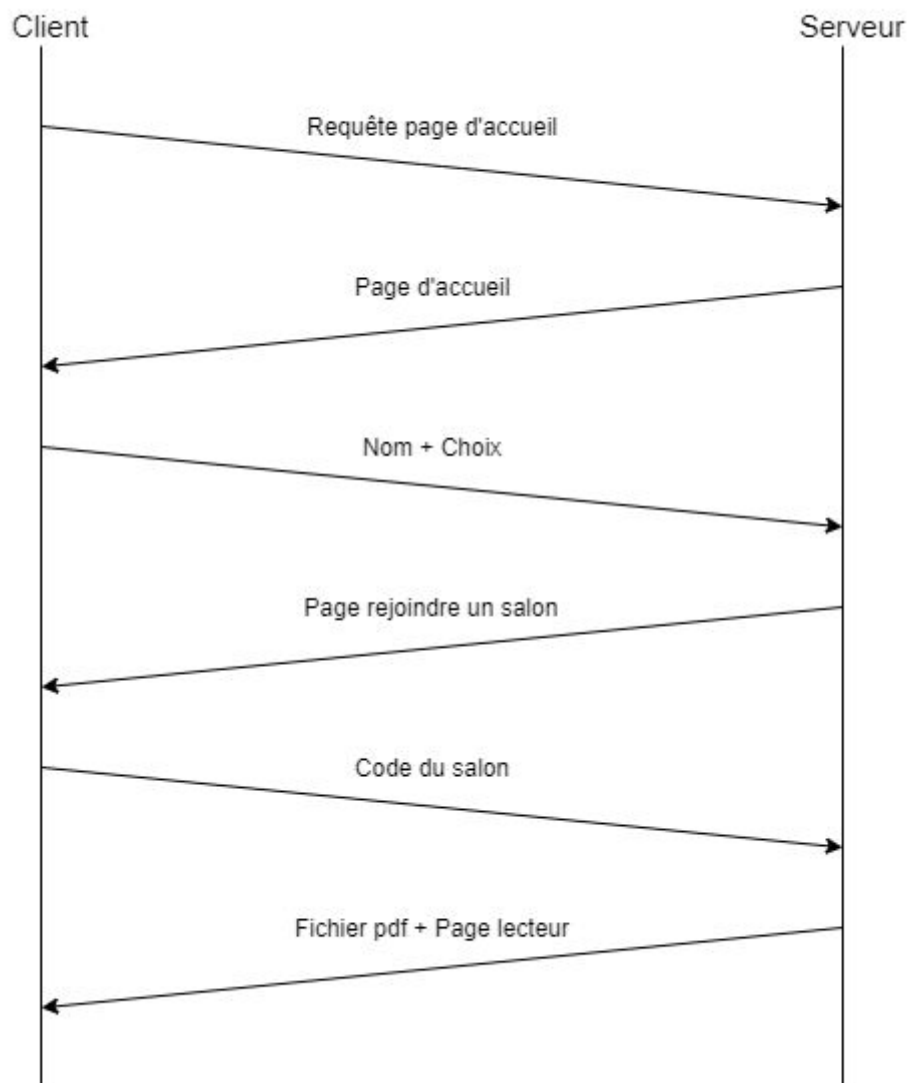 Client
Serveur
Requête page d'accueil
Page d'accueil
Nom + Choix
Page rejoindre un salon
Code du salon
Fichier pdf + Page lecteur